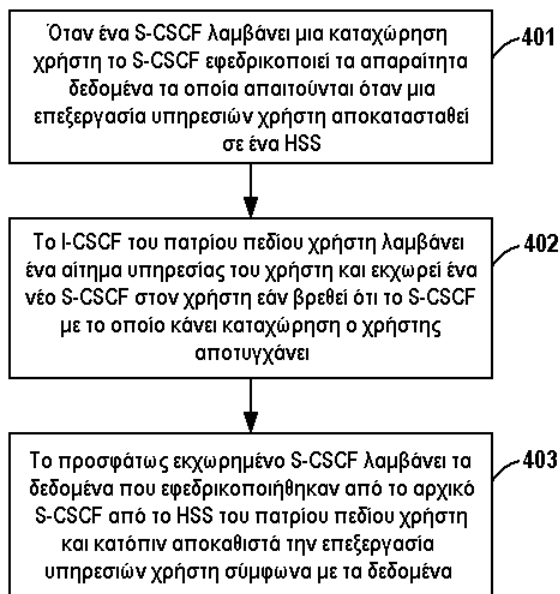 Όταν ένα S-CSCF λαμβάνει μια καταχώρηση
χρήστη το S-CSCF εφεδρικοποιεί τα απαραίτητα
δεδομένα τα οποία απαιτούνται όταν μια
επεξεργασία υπηρεσιών χρήστη αποκατασταθεί
σε ένα HSS
401
Το I-CSCF του πατρίου πεδίου χρήστη λαμβάνει
ένα αίτημα υπηρεσίας του χρήστη και εκχωρεί ένα
νέο S-CSCF στον χρήστη εάν βρεθεί ότι το S-CSCF
με το οποίο κάνει καταχώρηση ο χρήστης
αποτυγχάνει
402
Το προσφάτως εκχωρημένο S-CSCF λαμβάνει τα
δεδομένα που εφεδρικοποιήθηκαν από το αρχικό
S-CSCF από το HSS του πατρίου πεδίου χρήστη
και κατόπιν αποκαθιστά την επεξεργασία
υπηρεσιών χρήστη σύμφωνα με τα δεδομένα
403